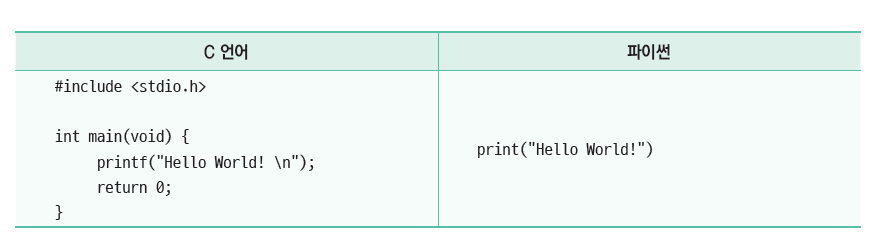 C 언어
파이썬
#include <stdio.h>
int main(void) {
printf("Hello World! \n");
return 0;
}
print("Hello World!")